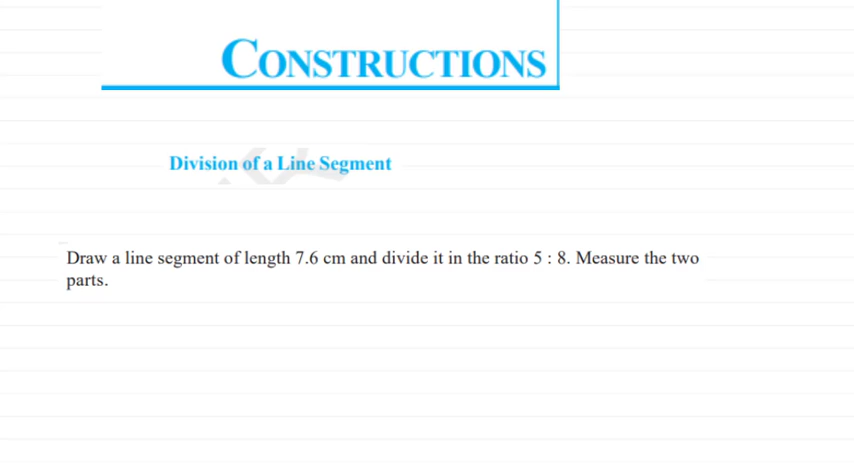 CONSTRUCTIONS
Division of a Line Segment
Draw a line segment of length 7.6 cm and divide it in the ratio 5 : 8. Measure the two
parts.